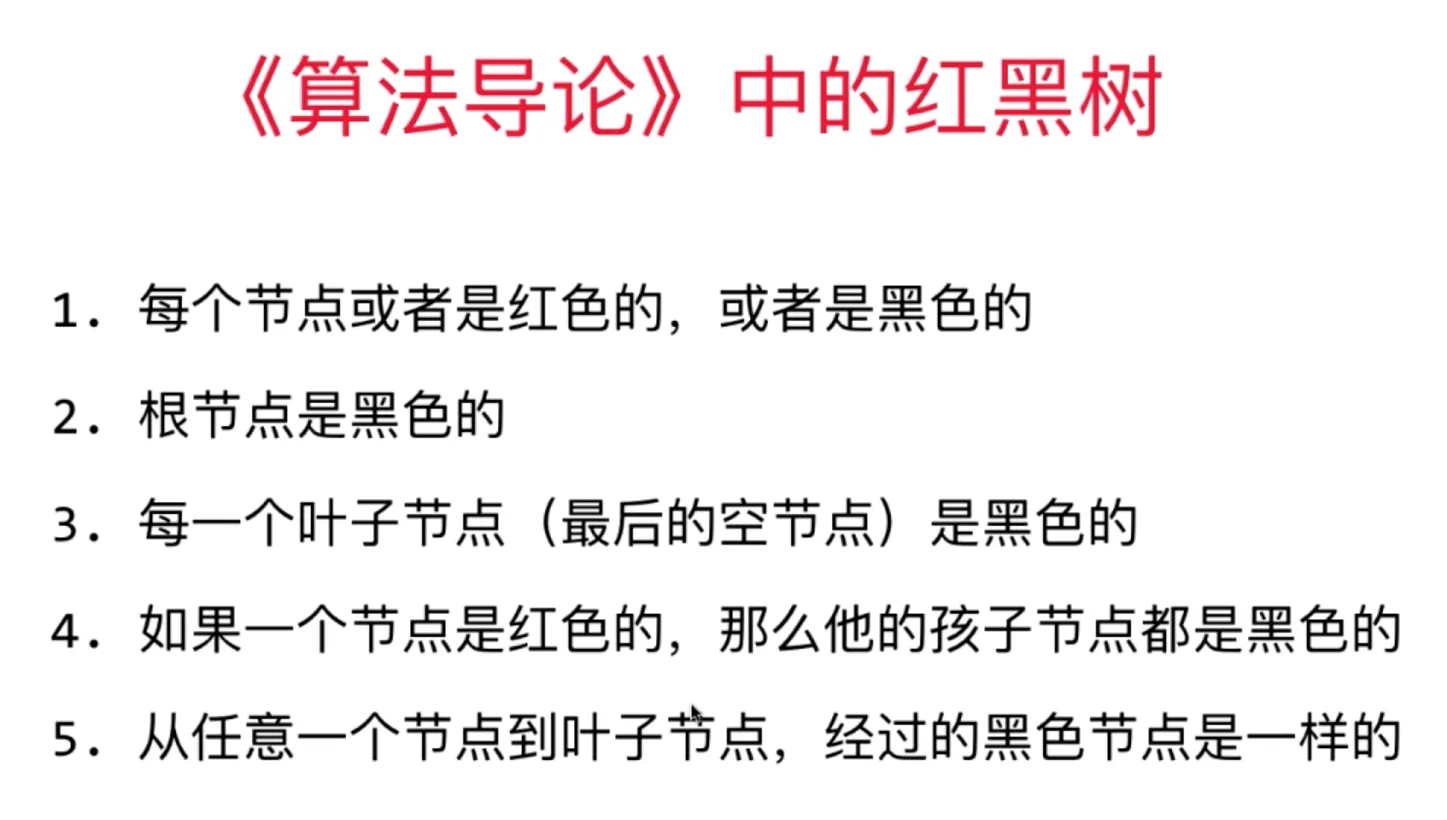 《算法导论》中的红黑树
1. 每个节点或者是红色的，或者是黑色的
2. 根节点是黑色的
3. 每一个叶子节点（最后的空节点）是黑色的
4. 如果一个节点是红色的，那么他的孩子节点都是黑色的
5. 从任意一个节点到叶子节点，经过的黑色节点是一样的